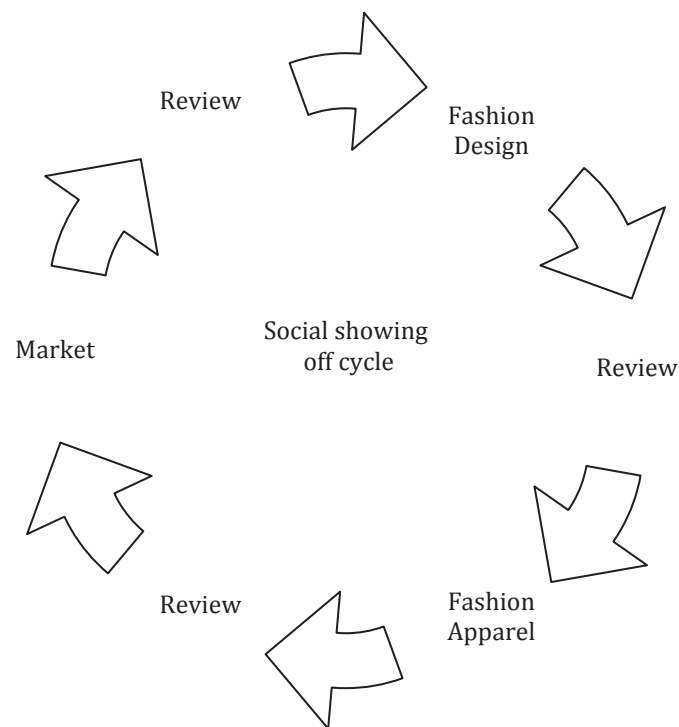 Review
Fashion
Design
Social showing
off cycle
Market
Review
Review
Fashion
Apparel